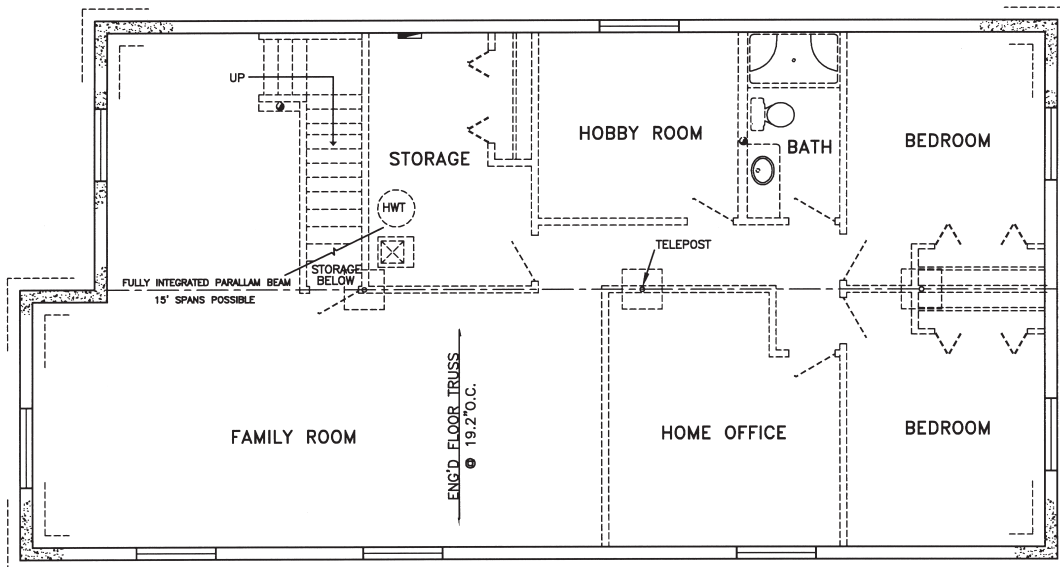 UP
HOBBY ROOM
BATH
BEDROOM
STORAGE
HWT
TELEPOST
STORAGE
BELOW
FULLY INTEGRATED PARALLAM BEAM
15' SPANS POSSIBLE
ENG'D FLOOR TRUSS
@ 19.2"O.C.
FAMILY ROOM
HOME OFFICE
BEDROOM